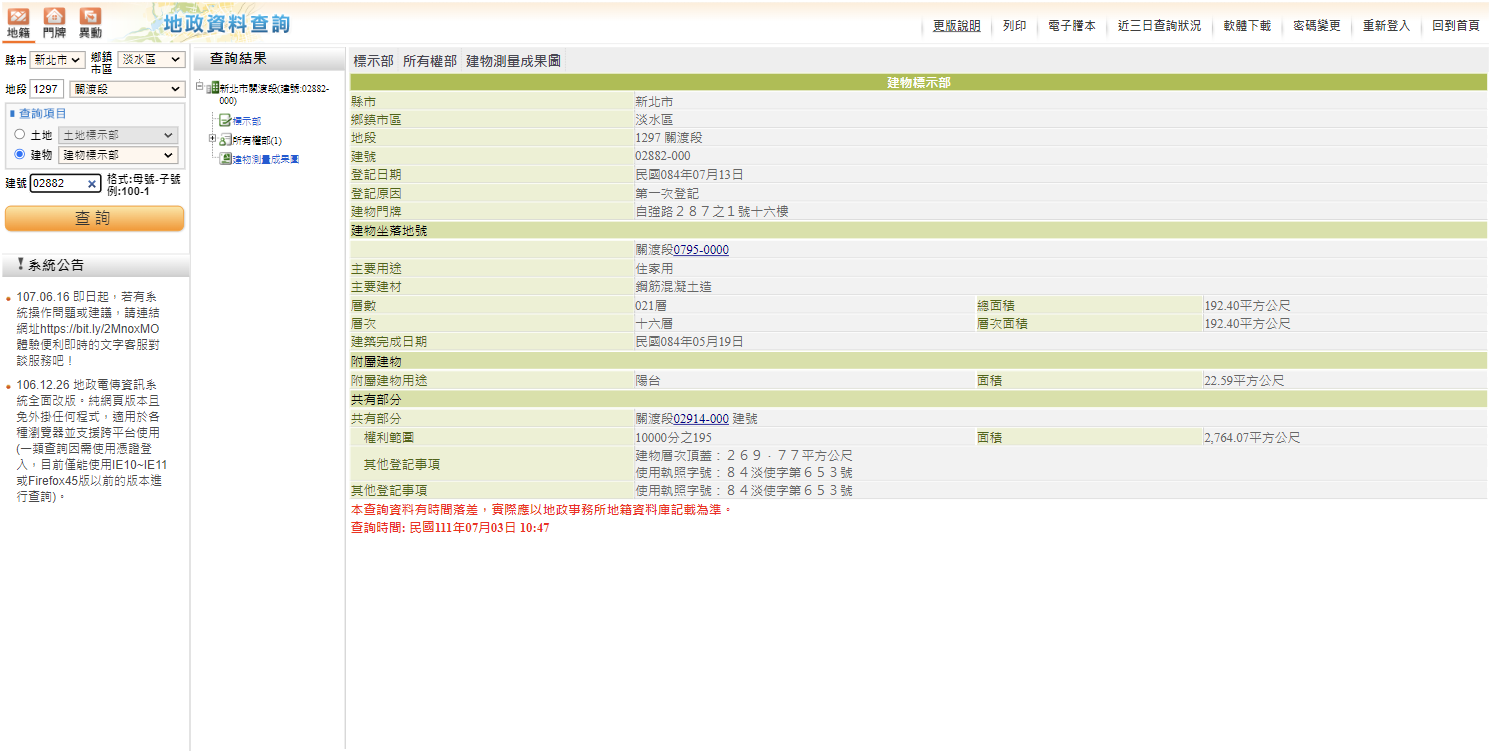 地籍 門牌 異動
地政資料查詢
更版說明 列印 電子謄本 近三日查詢狀況 軟體下載 密碼變更 重新登入 回到首頁
縣市 新北市 鄉鎮市區 淡水區
地段 1297 關渡段
查詢項目
土地 土地標示部
建物 建物標示部
建號 02882 格式:母號-子號
例:100-1
查 詢
系統公告
107.06.16 即日起，若有系
統操作問題或建議，請連結
網址https://bit.ly/2MnoxMO
體驗便利即時的文字客服對
談服務吧！
106.12.26 地政電傳資訊系
統全面改版。純網頁版本且
免外掛任何程式，適用於各
種瀏覽器並支援跨平台使用
(一類查詢因需使用憑證登
入，目前僅能使用IE10~IE11
或Firefox45版以前的版本進
行查詢)。
查詢結果
新北市關渡段(建號:02882-
000)
標示部
所有權部(1)
建物測量成果圖
標示部 所有權部 建物測量成果圖
建物標示部
縣市 新北市
鄉鎮市區 淡水區
地段 1297 關渡段
建號 02882-000
登記日期 民國084年07月13日
登記原因 第一次登記
建物門牌 自強路２８７之１號十六樓
建物坐落地號
關渡段0795-0000
主要用途 住家用
主要建材 鋼筋混凝土造
層數 021層 總面積 192.40平方公尺
層次 十六層 層次面積 192.40平方公尺
建築完成日期 民國084年05月19日
附屬建物
附屬建物用途 陽台 面積 22.59平方公尺
共有部分
共有部分 關渡段02914-000 建號
權利範圍 10000分之195 面積 2,764.07平方公尺
其他登記事項 建物層次頂蓋：２６９．７７平方公尺
使用執照字號：８４淡使字第６５３號
其他登記事項 使用執照字號：８４淡使字第６５３號
本查詢資料有時間落差，實際應以地政事務所地籍資料庫記載為準。
查詢時間: 民國111年07月03日 10:47